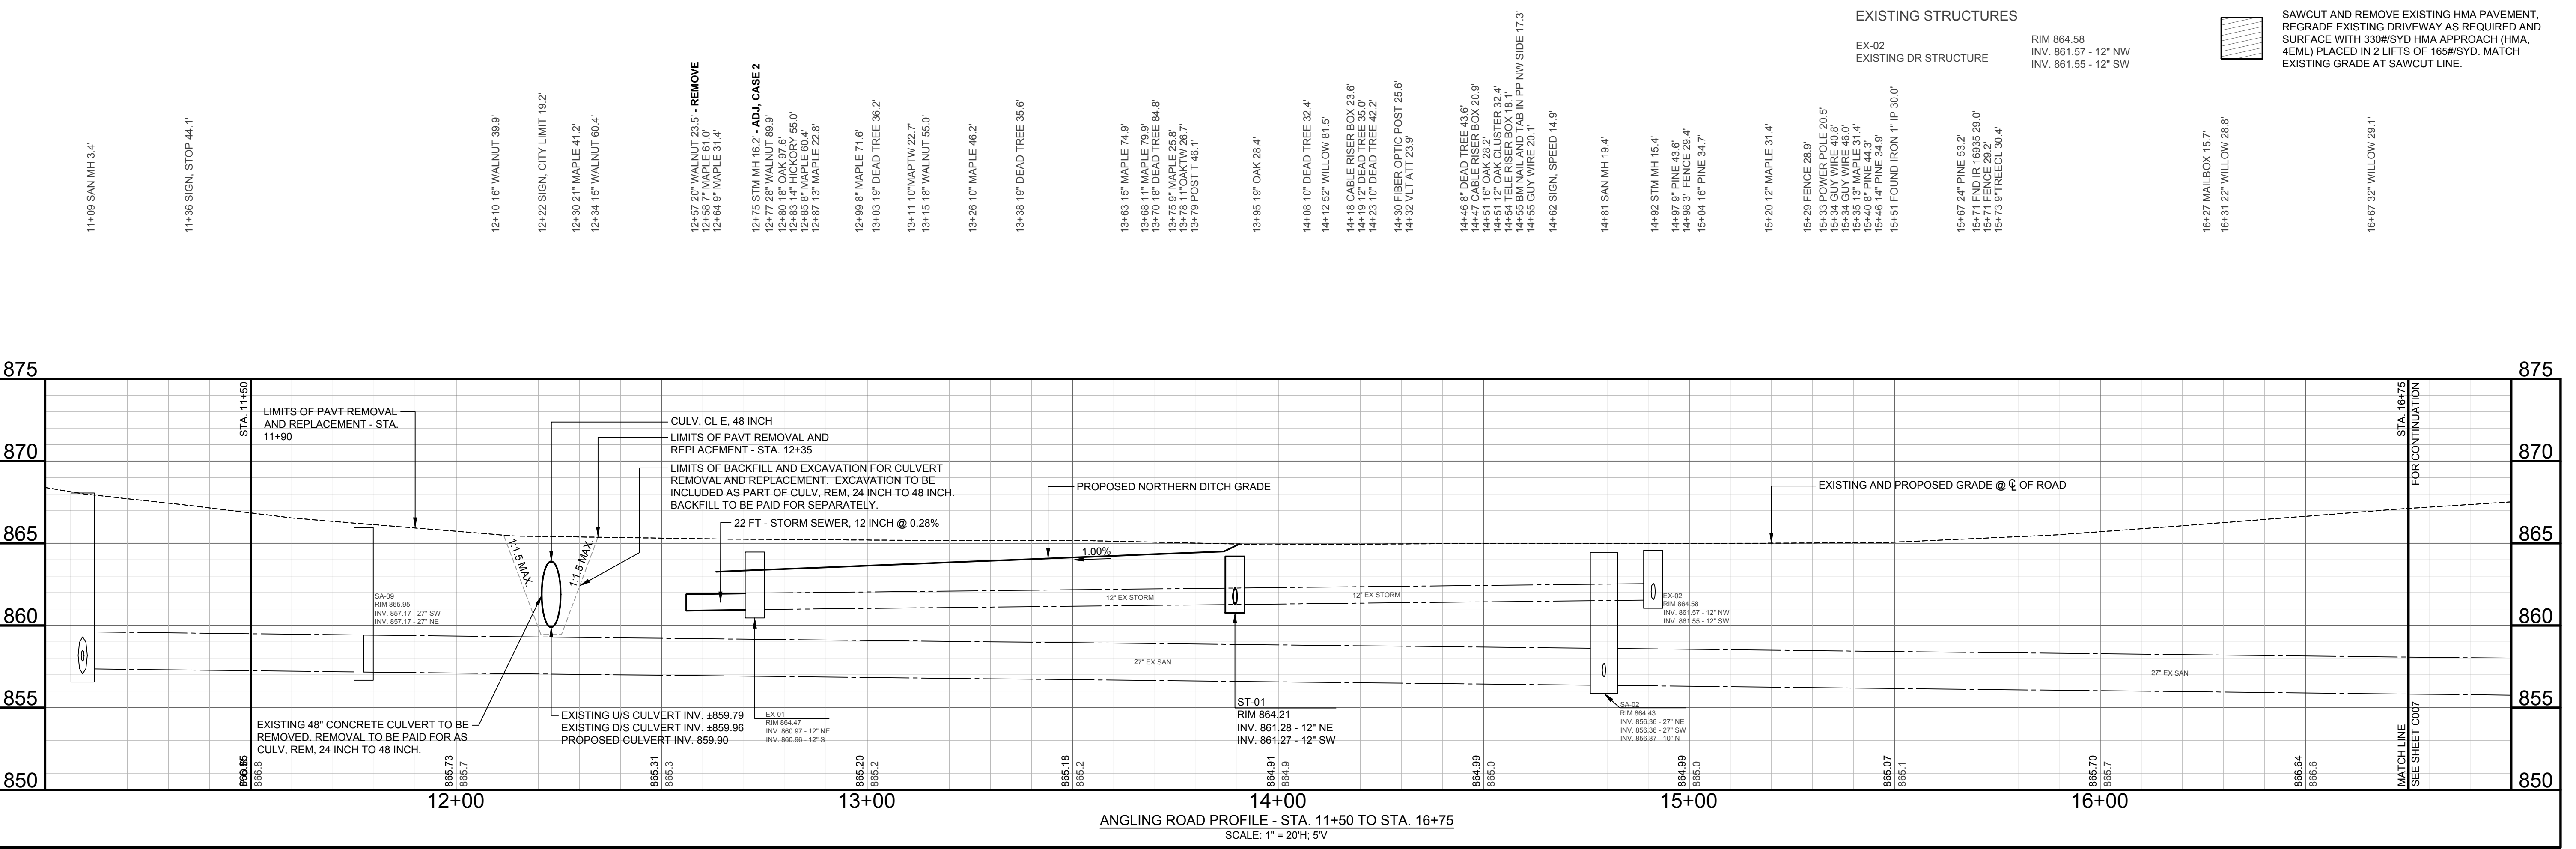 EXISTING STRUCTURES
EX-02
EXISTING DR STRUCTURE
RIM 864.58
INV. 861.57 - 12" NW
INV. 861.55 - 12" SW
SAWCUT AND REMOVE EXISTING HMA PAVEMENT,
REGRADE EXISTING DRIVEWAY AS REQUIRED AND
SURFACE WITH 330#/SYD HMA APPROACH (HMA,
4EML) PLACED IN 2 LIFTS OF 165#/SYD. MATCH
EXISTING GRADE AT SAWCUT LINE.
11+09 SAN MH 3.4'
11+36 SIGN, STOP 44.1'
12+10 16" WALNUT 39.9'
12+22 SIGN, CITY LIMIT 19.2'
12+30 21" MAPLE 41.2'
12+34 15" WALNUT 60.4'
12+57 20" WALNUT 23.5' - REMOVE
12+58 7" MAPLE 61.0'
12+64 9" MAPLE 31.4'
12+75 STM MH 16.2' - ADJ, CASE 2
12+77 28" WALNUT 89.9'
12+80 18" OAK 97.6'
12+83 14" HICKORY 55.0'
12+85 8" MAPLE 60.4'
12+87 13" MAPLE 22.8'
12+99 8" MAPLE 71.6'
13+03 19" DEAD TREE 36.2'
13+11 10"MAPTW 22.7'
13+15 18" WALNUT 55.0'
13+26 10" MAPLE 46.2'
13+38 19" DEAD TREE 35.6'
13+63 15" MAPLE 74.9'
13+68 11" MAPLE 79.9'
13+70 18" DEAD TREE 84.8'
13+75 9" MAPLE 25.8'
13+78 11"OAKTW 26.7'
13+79 POST T 46.1'
13+95 19" OAK 28.4'
14+08 10" DEAD TREE 32.4'
14+12 52" WILLOW 81.5'
14+18 CABLE RISER BOX 23.6'
14+19 12" DEAD TREE 35.0'
14+23 10" DEAD TREE 42.2'
14+30 FIBER OPTIC POST 25.6'
14+32 VLT ATT 23.9'
14+46 8" DEAD TREE 43.6'
14+47 CABLE RISER BOX 20.9'
14+51 16" OAK 28.2'
14+51 12" OAK CLUSTER 32.4'
14+54 TELE RISER BOX 18.1'
14+55 BM NAIL AND TAB IN PP NW SIDE 17.3'
14+55 GUY WIRE 20.1'
14+62 SIGN, SPEED 14.9'
14+81 SAN MH 19.4'
14+92 STM MH 15.4'
14+97 9" PINE 43.6'
14+98 3' FENCE 29.4'
15+04 16" PINE 34.7'
15+20 12" MAPLE 31.4'
15+29 FENCE 28.9'
15+33 POWER POLE 20.5'
15+34 GUY WIRE 40.8'
15+34 GUY WIRE 46.0'
15+35 13" MAPLE 31.4'
15+40 8" PINE 44.3'
15+46 14" PINE 34.9'
15+51 FOUND IRON 1" IP 30.0'
15+67 24" PINE 53.2'
15+71 FND IR 16935 29.0'
15+71 FENCE 29.2'
15+73 9"TREECL 30.4'
16+27 MAILBOX 15.7'
16+31 22" WILLOW 28.8'
16+67 32" WILLOW 29.1'
875
870
865
860
855
850
STA. 11+50
LIMITS OF PAVT REMOVAL
AND REPLACEMENT - STA.
11+90
CULV, CL E, 48 INCH
LIMITS OF PAVT REMOVAL AND
REPLACEMENT - STA. 12+35
LIMITS OF BACKFILL AND EXCAVATION FOR CULVERT
REMOVAL AND REPLACEMENT. EXCAVATION TO BE
INCLUDED AS PART OF CULV, REM, 24 INCH TO 48 INCH.
BACKFILL TO BE PAID FOR SEPARATELY.
22 FT - STORM SEWER, 12 INCH @ 0.28%
PROPOSED NORTHERN DITCH GRADE
1.00%
EXISTING AND PROPOSED GRADE @ ℄ OF ROAD
STA. 16+75
FOR CONTINUATION
875
870
865
860
855
850
1:1.5 MAX.
1:1.5 MAX.
SA-09
RIM 865.95
INV. 857.17 - 27" SW
INV. 857.17 - 27" NE
12" EX STORM
12" EX STORM
EX-02
RIM 864.58
INV. 861.57 - 12" NW
INV. 861.55 - 12" SW
27" EX SAN
27" EX SAN
EXISTING 48" CONCRETE CULVERT TO BE
REMOVED. REMOVAL TO BE PAID FOR AS
CULV, REM, 24 INCH TO 48 INCH.
EXISTING U/S CULVERT INV. ±859.79
EXISTING D/S CULVERT INV. ±859.96
PROPOSED CULVERT INV. 859.90
EX-01
RIM 864.47
INV. 860.97 - 12" NE
INV. 860.96 - 12" S
ST-01
RIM 864.21
INV. 861.28 - 12" NE
INV. 861.27 - 12" SW
SA-02
RIM 864.43
INV. 856.36 - 27" NE
INV. 856.36 - 27" SW
INV. 856.87 - 10" N
MATCH LINE
SEE SHEET C007
866.8
865.73
865.7
865.31
865.3
865.20
865.2
865.18
865.2
864.91
864.9
864.99
865.0
864.99
865.0
865.07
865.1
865.70
865.7
866.64
866.6
12+00
13+00
14+00
15+00
16+00
ANGLING ROAD PROFILE - STA. 11+50 TO STA. 16+75
SCALE: 1" = 20'H; 5'V